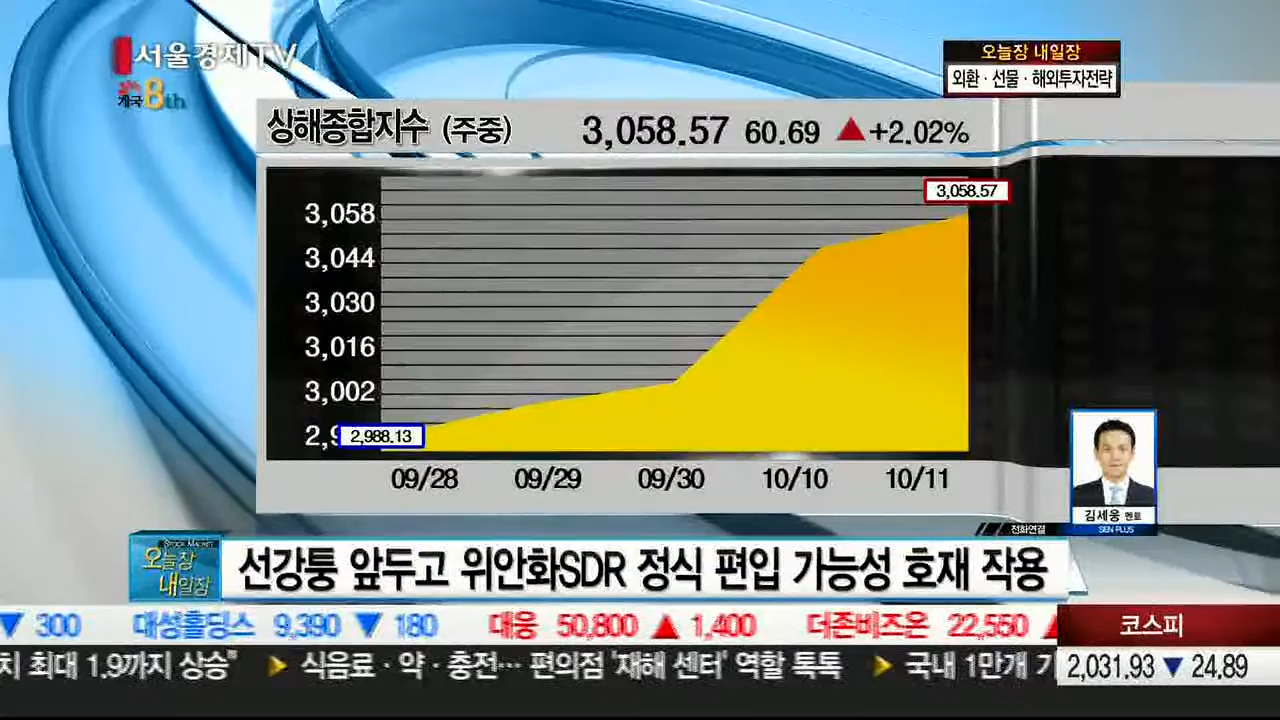 서울경제TV
개국 8th
오늘장 내일장
외환·선물·해외투자전략
상해종합지수 (주중) 3,058.57 60.69 ▲+2.02%
3,058.57
3,058
3,044
3,030
3,016
3,002
2,988.13
09/28 09/29 09/30 10/10 10/11
김세웅 멘토
SEN PLUS
전화연결
STOCK MARKET
오늘장
내일장
선강퉁 앞두고 위안화SDR 정식 편입 가능성 호재 작용
▼ 300 대성홀딩스 9,390 ▼ 180 대웅 50,800 ▲ 1,400 더존비즈온 22,550 ▲
코스피
치 최대 1.9까지 상승" ▶ 식음료·약·충전… 편의점 '재해 센터' 역할 톡톡 ▶ 국내 1만개
2,031.93 ▼ 24.89